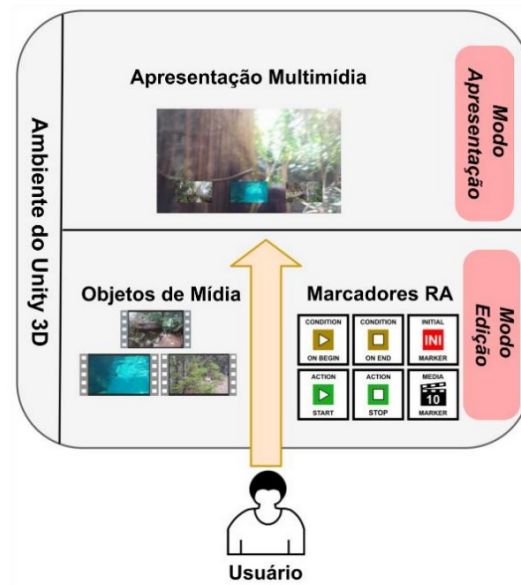 Ambiente do Unity 3D
Apresentação Multimídia
Modo
Apresentação
Objetos de Mídia
Marcadores RA
CONDITION
ON BEGIN
CONDITION
ON END
INITIAL
INI
MARKER
ACTION
START
ACTION
STOP
MEDIA
10
MARKER
Modo
Edição
Usuário